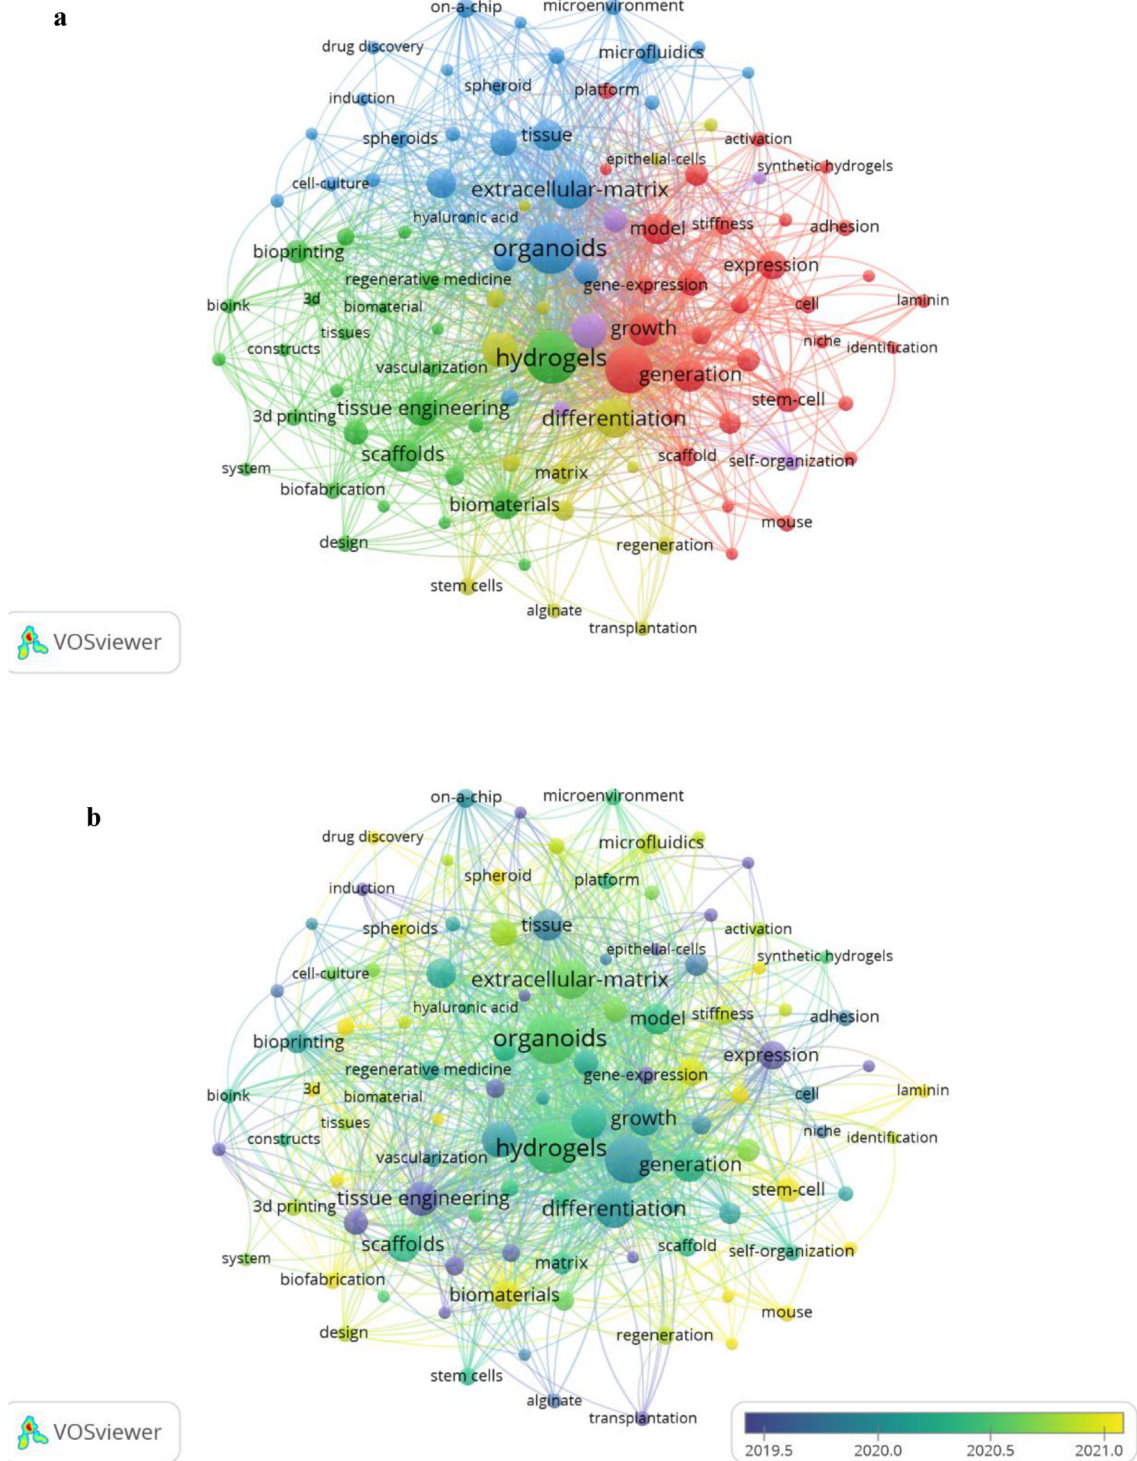 a
on-a-chip
microenvironment
drug discovery
microfluidics
spheroid
platform
induction
tissue
spheroids
activation
epithelial-cells
synthetic hydrogels
cell-culture
extracellular-matrix
hyaluronic acid
model
stiffness
adhesion
bioprinting
organoids
expression
regenerative medicine
gene-expression
bioink
3d
biomaterial
cell
laminin
tissues
growth
niche
identification
constructs
vascularization
hydrogels
generation
stem-cell
3d printing
tissue engineering
differentiation
scaffolds
scaffold
self-organization
system
matrix
biofabrication
biomaterials
mouse
design
regeneration
stem cells
alginate
transplantation
VOSviewer
b
on-a-chip
microenvironment
drug discovery
microfluidics
spheroid
platform
induction
tissue
spheroids
activation
epithelial-cells
synthetic hydrogels
cell-culture
extracellular-matrix
hyaluronic acid
model
stiffness
adhesion
bioprinting
organoids
expression
regenerative medicine
gene-expression
bioink
3d
biomaterial
cell
laminin
tissues
growth
niche
identification
constructs
vascularization
hydrogels
generation
stem-cell
3d printing
tissue engineering
differentiation
scaffolds
scaffold
self-organization
system
matrix
biofabrication
biomaterials
mouse
design
regeneration
stem cells
alginate
transplantation
VOSviewer
2019.5
2020.0
2020.5
2021.0